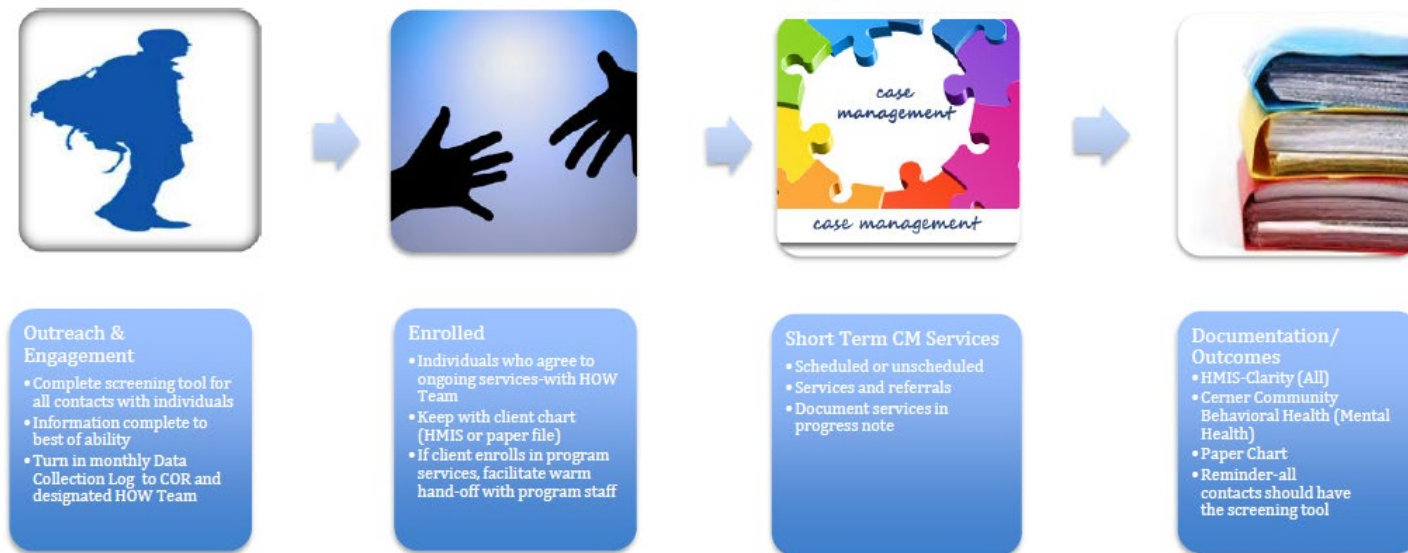 case
management
case management
Outreach &
Engagement
• Complete screening tool for
all contacts with individuals
• Information complete to
best of ability
• Turn in monthly Data
Collection Log to COR and
designated HOW Team
Enrolled
• Individuals who agree to
ongoing services-with HOW
Team
• Keep with client chart
(HMIS or paper file)
• If client enrolls in program
services, facilitate warm
hand-off with program staff
Short Term CM Services
• Scheduled or unscheduled
• Services and referrals
• Document services in
progress note
Documentation/
Outcomes
• HMIS-Clarity (All)
• Cerner Community
Behavioral Health (Mental
Health)
• Paper Chart
• Reminder-all
contacts should have
the screening tool